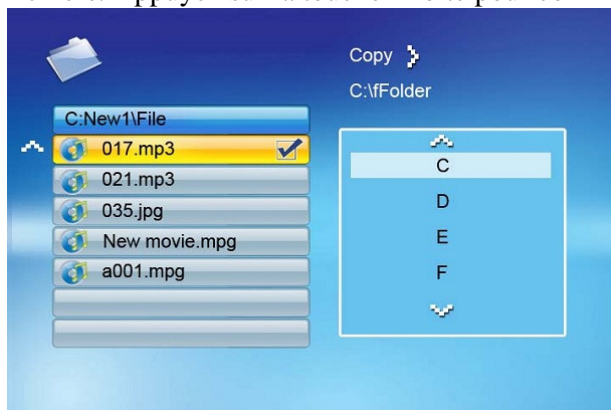 Copy
C:\fFolder
C:New1\File
017.mp3
021.mp3
035.jpg
New movie.mpg
a001.mpg
C
D
E
F